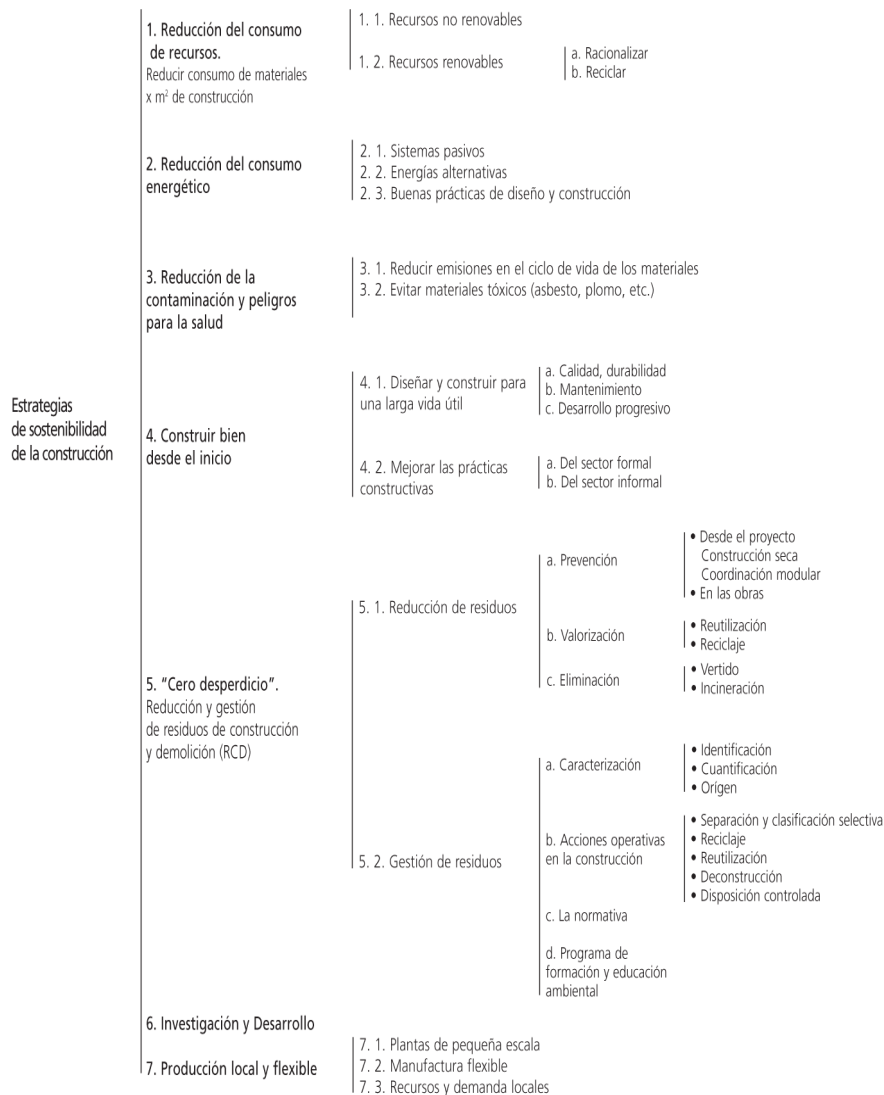 Estrategias
de sostenibilidad
de la construcción
1. Reducción del consumo
de recursos.
Reducir consumo de materiales
x m² de construcción
1. 1. Recursos no renovables
1. 2. Recursos renovables
a. Racionalizar
b. Reciclar
2. Reducción del consumo
energético
2. 1. Sistemas pasivos
2. 2. Energías alternativas
2. 3. Buenas prácticas de diseño y construcción
3. Reducción de la
contaminación y peligros
para la salud
3. 1. Reducir emisiones en el ciclo de vida de los materiales
3. 2. Evitar materiales tóxicos (asbesto, plomo, etc.)
4. Construir bien
desde el inicio
4. 1. Diseñar y construir para
una larga vida útil
a. Calidad, durabilidad
b. Mantenimiento
c. Desarrollo progresivo
4. 2. Mejorar las prácticas
constructivas
a. Del sector formal
b. Del sector informal
5. “Cero desperdicio”.
Reducción y gestión
de residuos de construcción
y demolición (RCD)
5. 1. Reducción de residuos
a. Prevención
• Desde el proyecto
Construcción seca
Coordinación modular
• En las obras
b. Valorización
• Reutilización
• Reciclaje
c. Eliminación
• Vertido
• Incineración
5. 2. Gestión de residuos
a. Caracterización
• Identificación
• Cuantificación
• Orígen
b. Acciones operativas
en la construcción
• Separación y clasificación selectiva
• Reciclaje
• Reutilización
• Deconstrucción
• Disposición controlada
c. La normativa
d. Programa de
formación y educación
ambiental
6. Investigación y Desarrollo
7. Producción local y flexible
7. 1. Plantas de pequeña escala
7. 2. Manufactura flexible
7. 3. Recursos y demanda locales